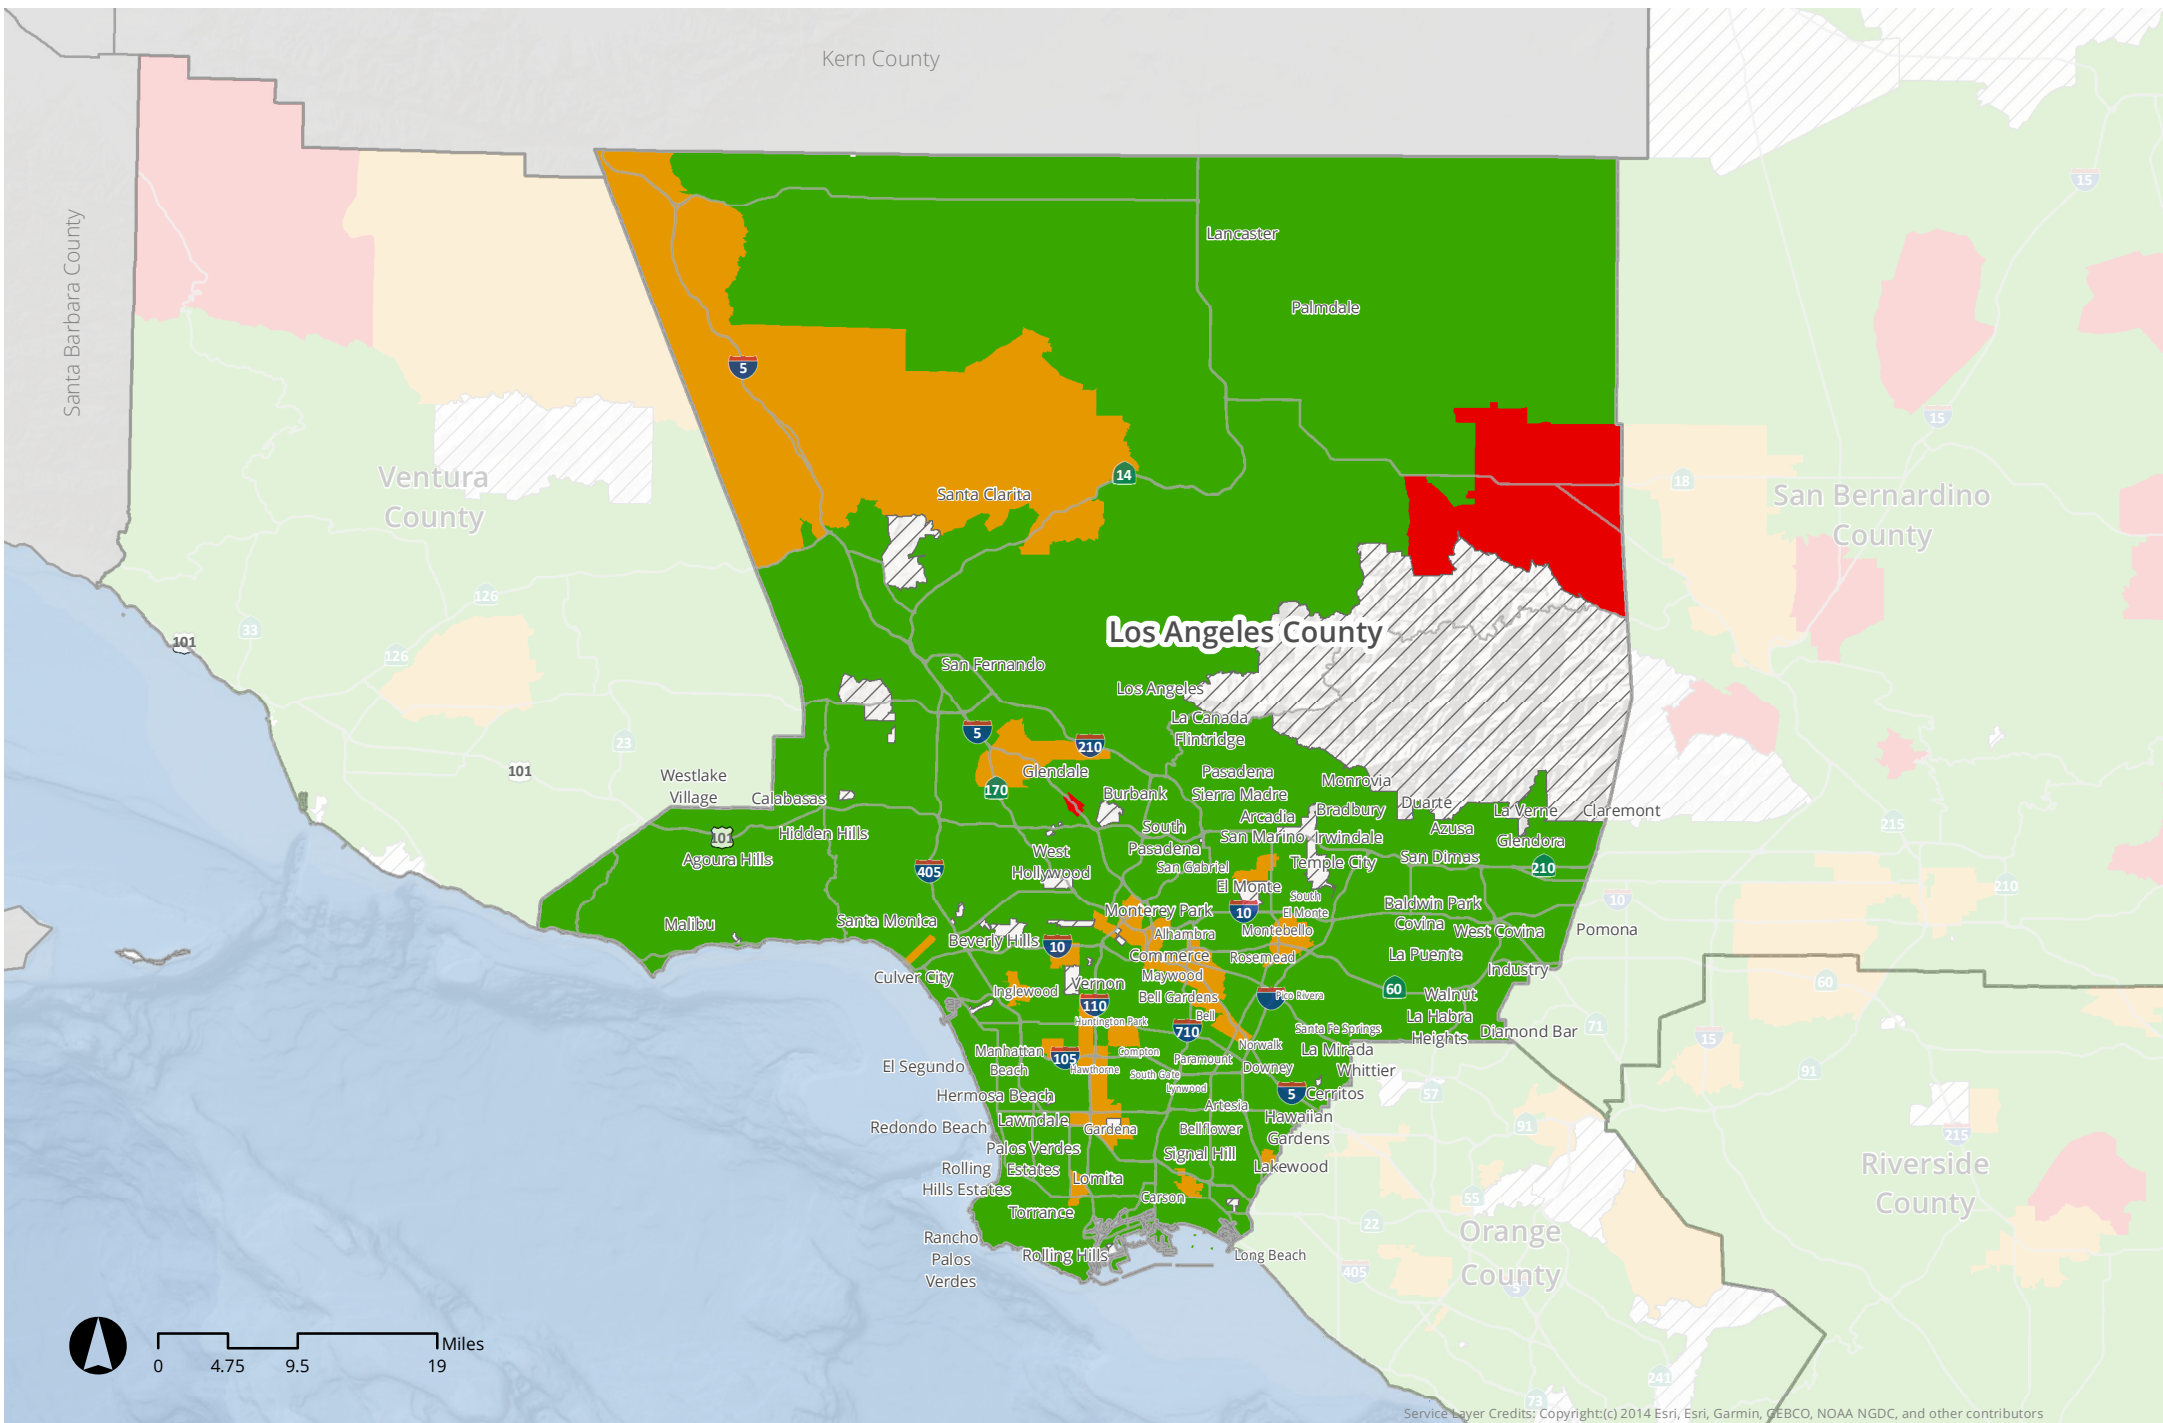 Kern County
15
Santa Barbara County
Lancaster
Palmdale
5
15
14
18
Ventura
County
Santa Clarita
San Bernardino
County
126
33
101
126
Los Angeles County
San Fernando
Los Angeles
La Cañada
Flintridge
5
210
23
101
170
Glendale
Westlake
Village
Calabasas
Pasadena
Monrovia
Burbank
Sierra Madre
Arcadia
Bradbury
Duarte
La Verne
Claremont
215
101
Hidden Hills
South
Pasadena
San Marino
Irwindale
Azusa
Glendora
Agoura Hills
405
West
Hollywood
San Gabriel
Temple City
San Dimas
210
El Monte
South
El Monte
210
10
Malibu
Santa Monica
Monterey Park
10
Baldwin Park
Beverly Hills
10
Alhambra
Montebello
Covina
West Covina
Pomona
Commerce
Rosemead
La Puente
Culver City
Maywood
Industry
Inglewood
Vernon
Bell Gardens
Pico Rivera
60
Walnut
60
110
Bell
La Habra
Heights
Huntington Park
710
Santa Fe Springs
Diamond Bar
71
15
Manhattan
Beach
105
Compton
Norwalk
La Mirada
El Segundo
Hawthorne
South Gate
Paramount
Downey
Whittier
91
Lynwood
5
Cerritos
57
Hermosa Beach
Artesia
Hawaiian
Gardens
Redondo Beach
Lawndale
Gardena
Bellflower
91
215
Palos Verdes
Estates
Signal Hill
Rolling
Hills Estates
Lomita
Lakewood
Riverside
County
Carson
55
Torrance
22
Orange
County
Rancho
Palos
Verdes
Rolling Hills
Long Beach
405
5
Miles
0
4.75
9.5
19
241
73
Service Layer Credits: Copyright:(c) 2014 Esri, Esri, Garmin, GEBCO, NOAA NGDC, and other contributors